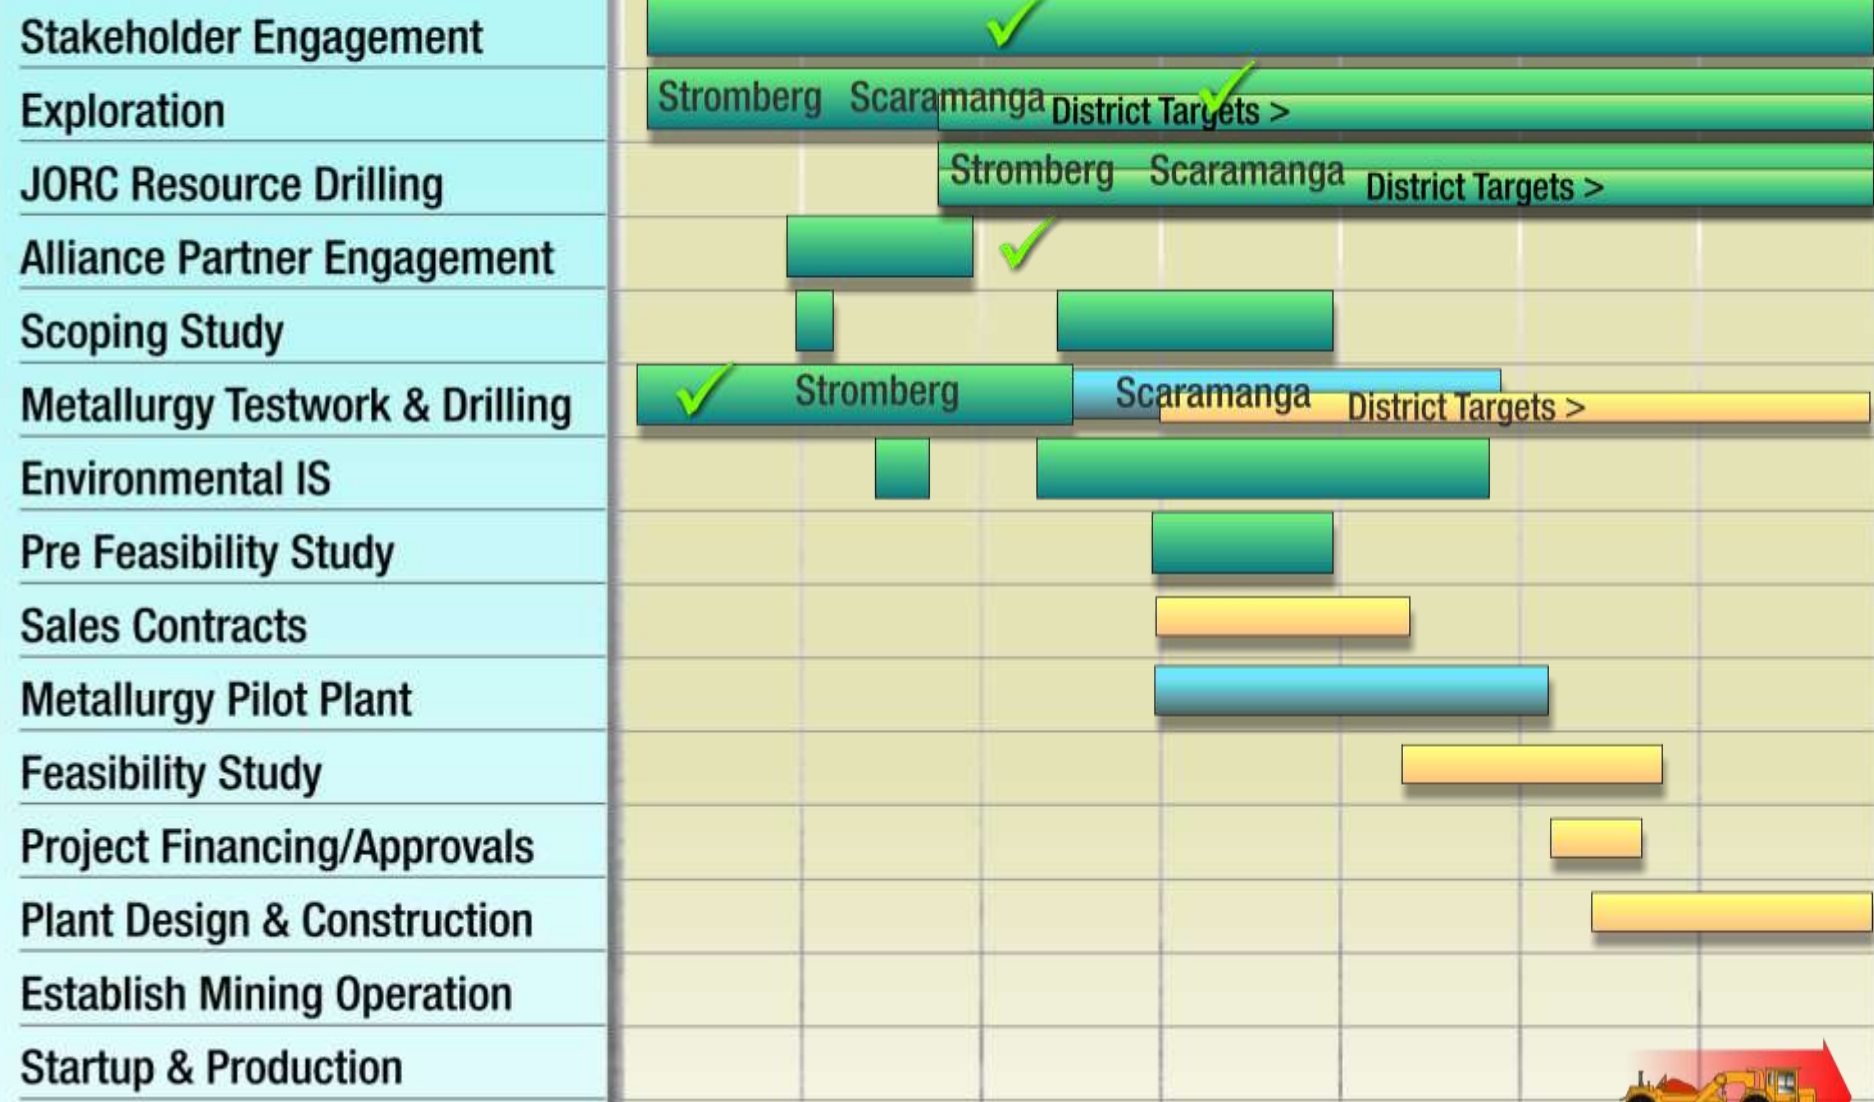 Stakeholder Engagement
Exploration
Stromberg Scaramanga District Targets >
JORC Resource Drilling
Stromberg Scaramanga District Targets >
Alliance Partner Engagement
Scoping Study
Metallurgy Testwork & Drilling
Stromberg Scaramanga District Targets >
Environmental IS
Pre Feasibility Study
Sales Contracts
Metallurgy Pilot Plant
Feasibility Study
Project Financing/Approvals
Plant Design & Construction
Establish Mining Operation
Startup & Production